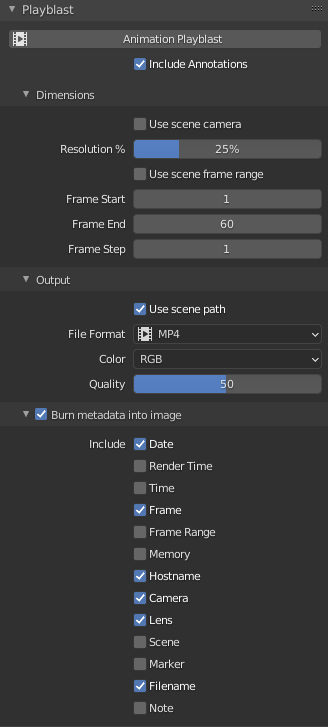 Playblast
Animation Playblast
Include Annotations
Dimensions
Use scene camera
Resolution % 25%
Use scene frame range
Frame Start 1
Frame End 60
Frame Step 1
Output
Use scene path
File Format MP4
Color RGB
Quality 50
Burn metadata into image
Include Date
Render Time
Time
Frame
Frame Range
Memory
Hostname
Camera
Lens
Scene
Marker
Filename
Note